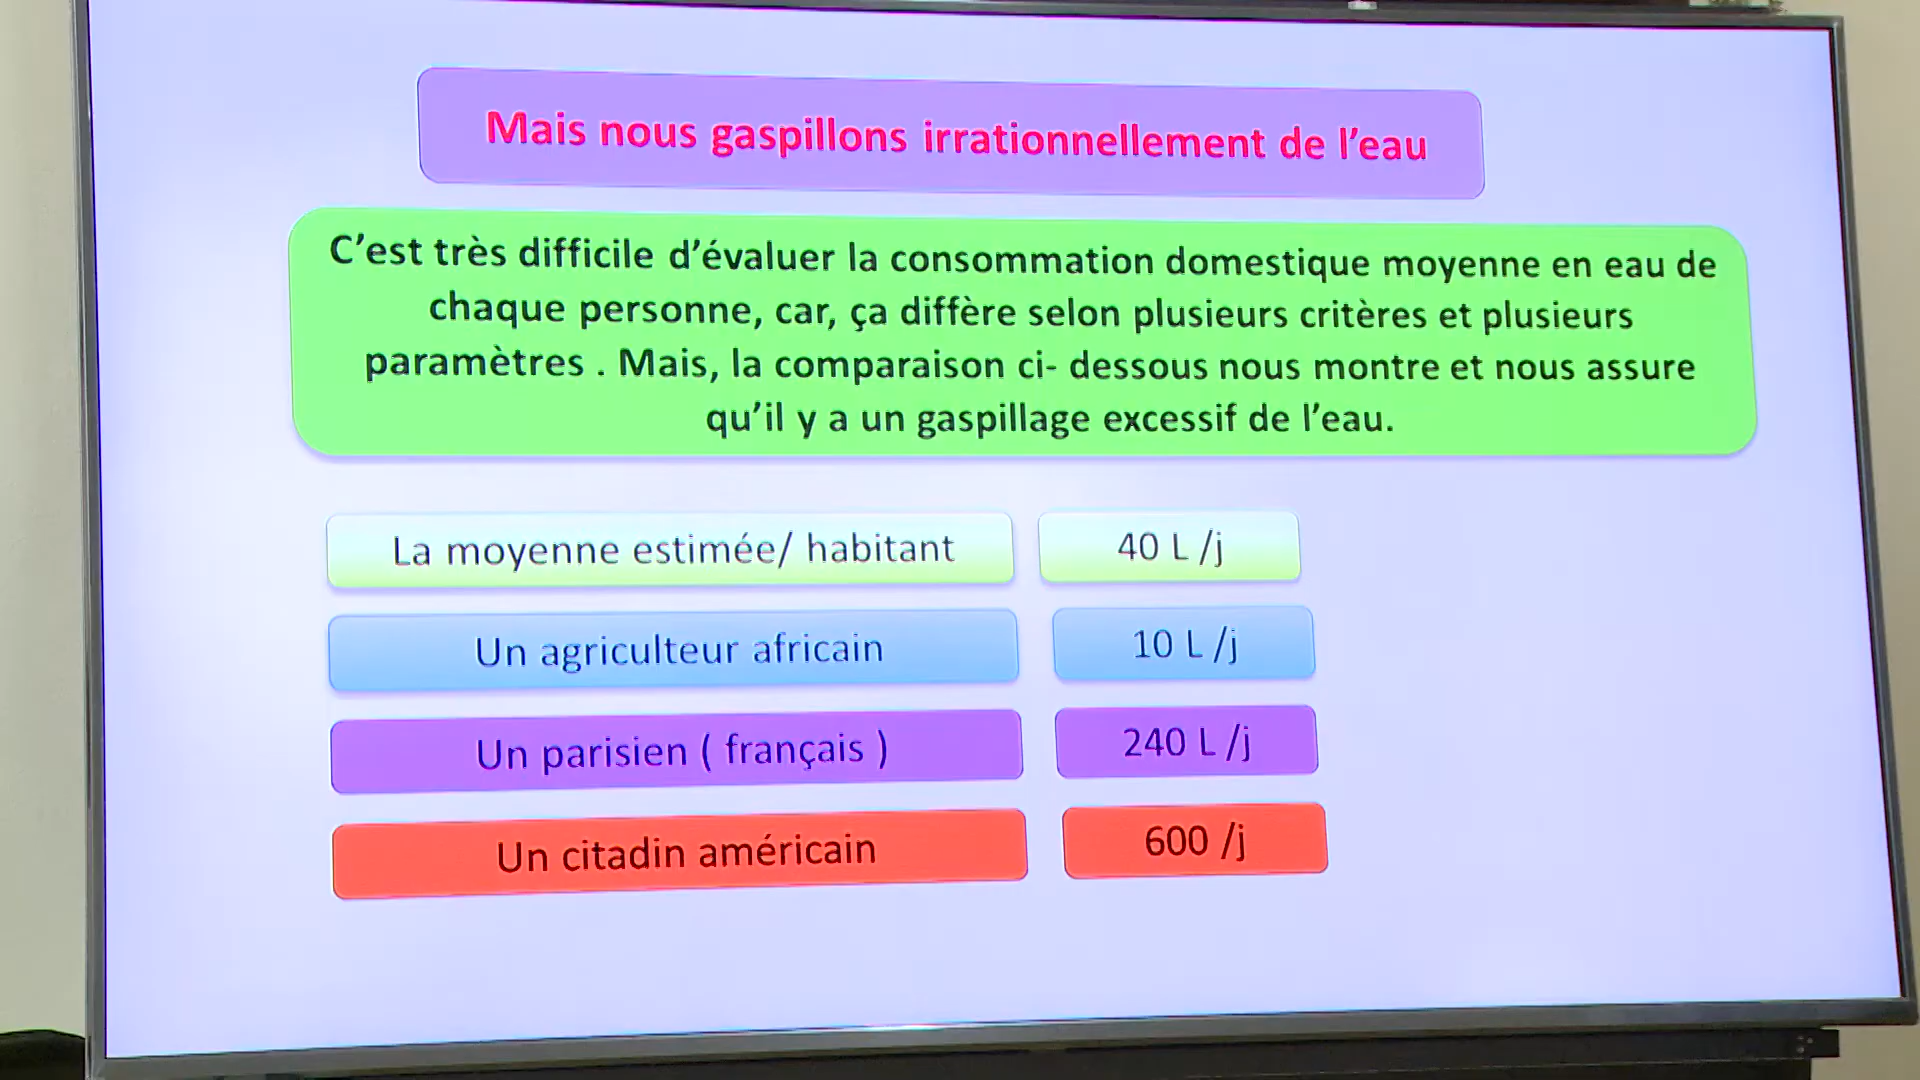 Mais nous gaspillons irrationnellement de l’eau
C’est très difficile d’évaluer la consommation domestique moyenne en eau de
chaque personne, car, ça diffère selon plusieurs critères et plusieurs
paramètres . Mais, la comparaison ci- dessous nous montre et nous assure
qu’il y a un gaspillage excessif de l’eau.
La moyenne estimée/ habitant 40 L /j
Un agriculteur africain 10 L /j
Un parisien ( français ) 240 L /j
Un citadin américain 600 /j